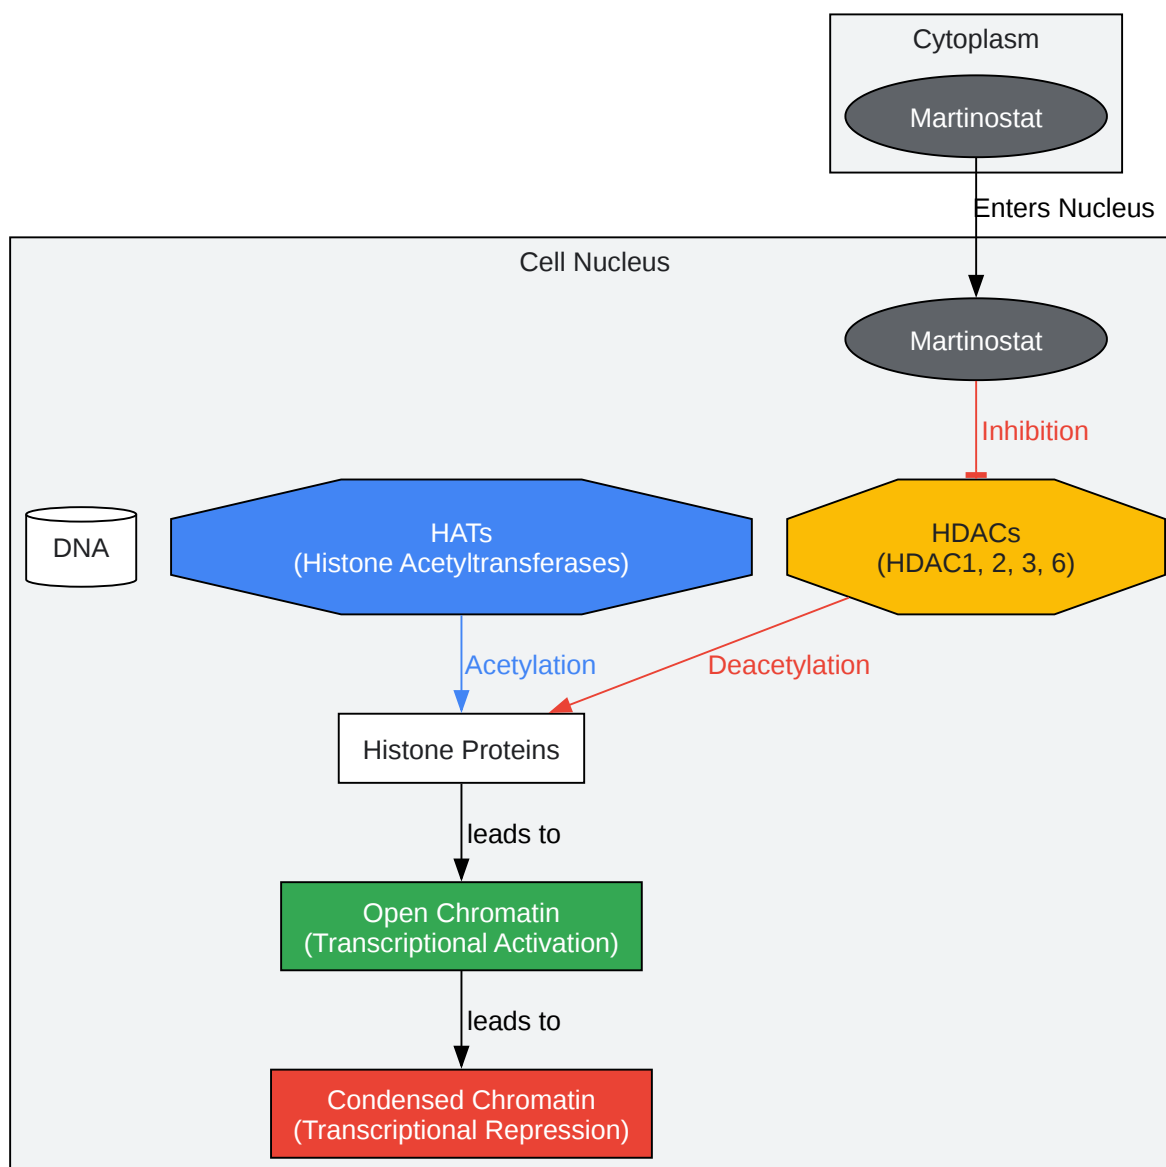 Cytoplasm
Martinostat
Enters Nucleus
Cell Nucleus
Martinostat
Inhibition
DNA
HATs
(Histone Acetyltransferases)
HDACs
(HDAC1, 2, 3, 6)
Acetylation
Deacetylation
Histone Proteins
leads to
Open Chromatin
(Transcriptional Activation)
leads to
Condensed Chromatin
(Transcriptional Repression)